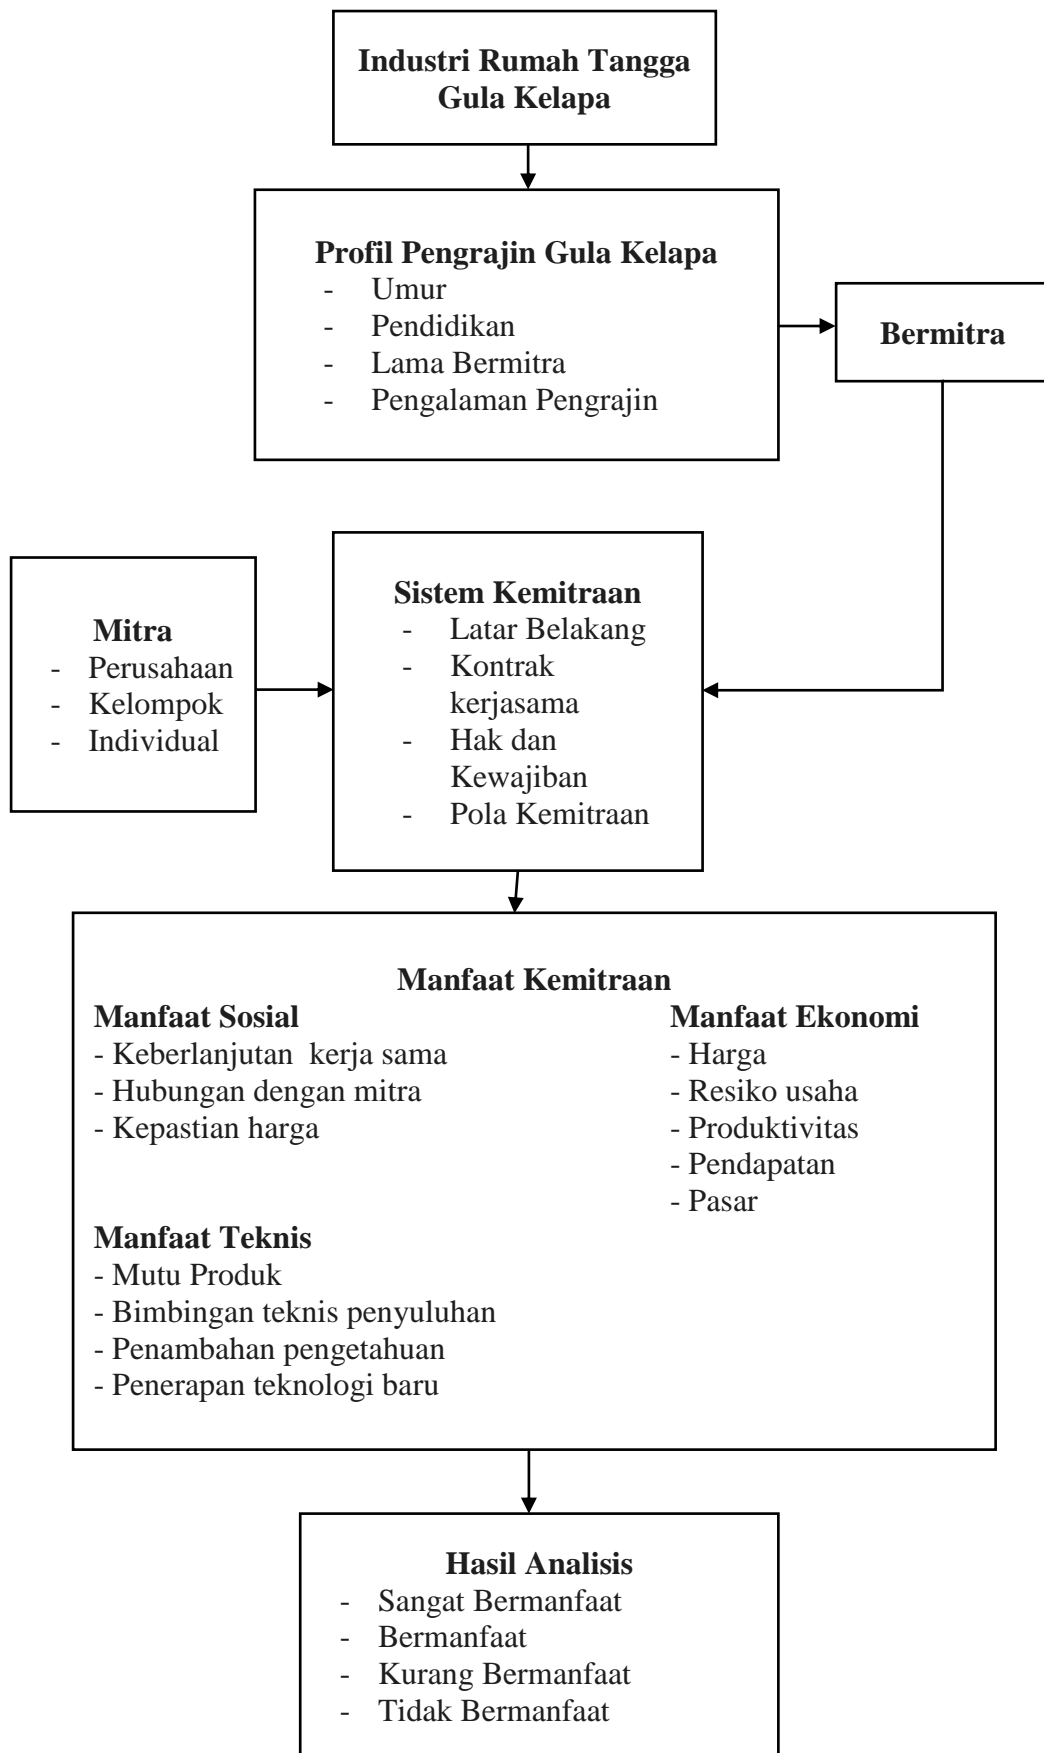 Industri Rumah Tangga
Gula Kelapa
Profil Pengrajin Gula Kelapa
- Umur
- Pendidikan
- Lama Bermitra
- Pengalaman Pengrajin
Bermitra
Mitra
- Perusahaan
- Kelompok
- Individual
Sistem Kemitraan
- Latar Belakang
- Kontrak
kerjasama
- Hak dan
Kewajiban
- Pola Kemitraan
Manfaat Kemitraan
Manfaat Sosial
- Keberlanjutan  kerja sama
- Hubungan dengan mitra
- Kepastian harga
Manfaat Ekonomi
- Harga
- Resiko usaha
- Produktivitas
- Pendapatan
- Pasar
Manfaat Teknis
- Mutu Produk
- Bimbingan teknis penyuluhan
- Penambahan pengetahuan
- Penerapan teknologi baru
Hasil Analisis
- Sangat Bermanfaat
- Bermanfaat
- Kurang Bermanfaat
- Tidak Bermanfaat